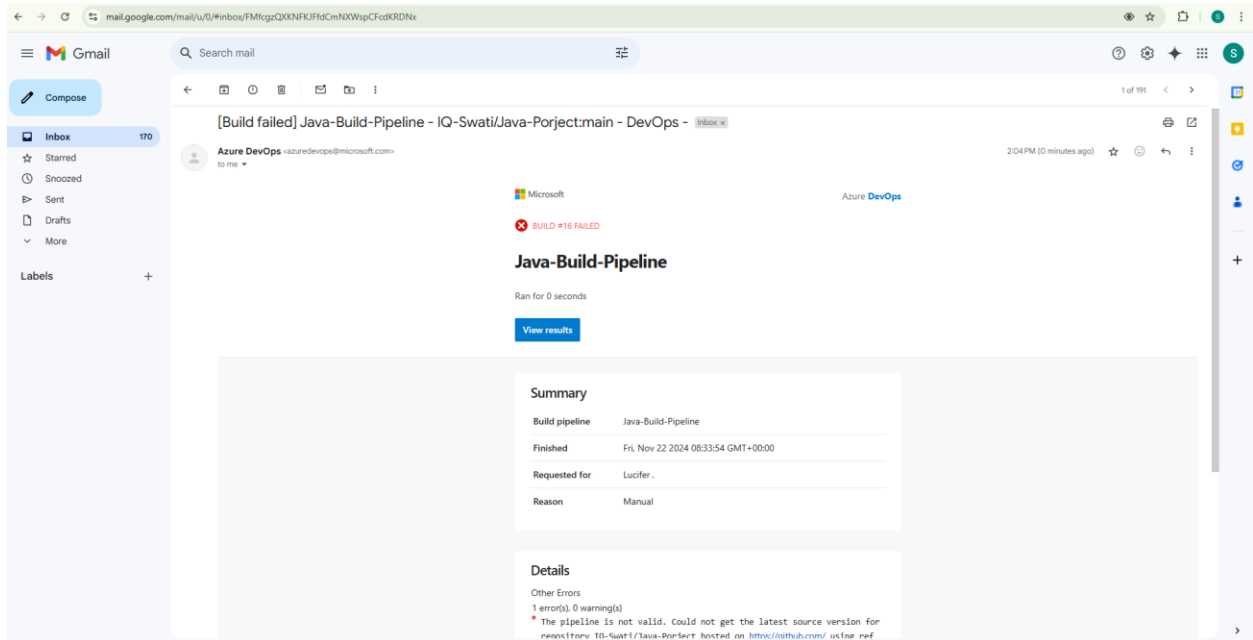 mail.google.com/mail/u/0/#inbox/FMfcgzQXKNFKJFfdCmNXWspCFcdKRDNx
S
Gmail
Search mail
S
Compose
1 of 191
Inbox 170
Starred
Snoozed
Sent
Drafts
More
Labels
[Build failed] Java-Build-Pipeline - IQ-Swati/Java-Porject:main - DevOps - Inbox x
Azure DevOps <azuredevops@microsoft.com>
2:04 PM (0 minutes ago)
to me
Microsoft
Azure DevOps
BUILD #16 FAILED
Java-Build-Pipeline
Ran for 0 seconds
View results
Summary
Build pipeline Java-Build-Pipeline
Finished Fri, Nov 22 2024 08:33:54 GMT+00:00
Requested for Lucifer .
Reason Manual
Details
Other Errors
1 error(s), 0 warning(s)
The pipeline is not valid. Could not get the latest source version for
repository IQ-Swati/Java-Porject hosted on https://github.com/ using ref